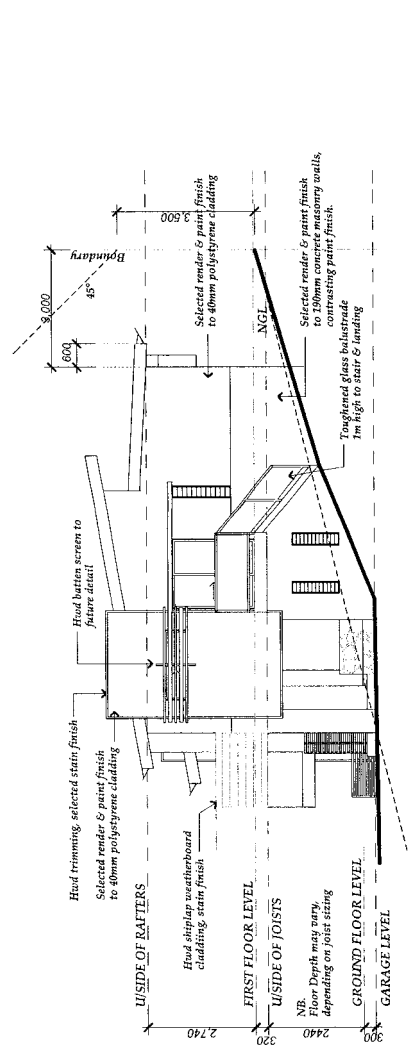 Boundary
45°
6,000
600
3,500
NGL
Selected render & paint finish
to 40mm polystyrene cladding
Selected render & paint finish
to 190mm concrete masonry walls,
contrasting paint finish.
Toughened glass balustrade
1m high to stair & landing
Hwd batten screen to
future detail
Hwd trimming, selected stain finish
Selected render & paint finish
to 40mm polystyrene cladding
Hwd shiplap weatherboard
claddiing, stain finish
U/SIDE OF RAFTERS
FIRST FLOOR LEVEL
U/SIDE OF JOISTS
NB.
Floor Depth may vary,
depending on joist sizing
GROUND FLOOR LEVEL
GARAGE LEVEL
2,740
320
2440
300